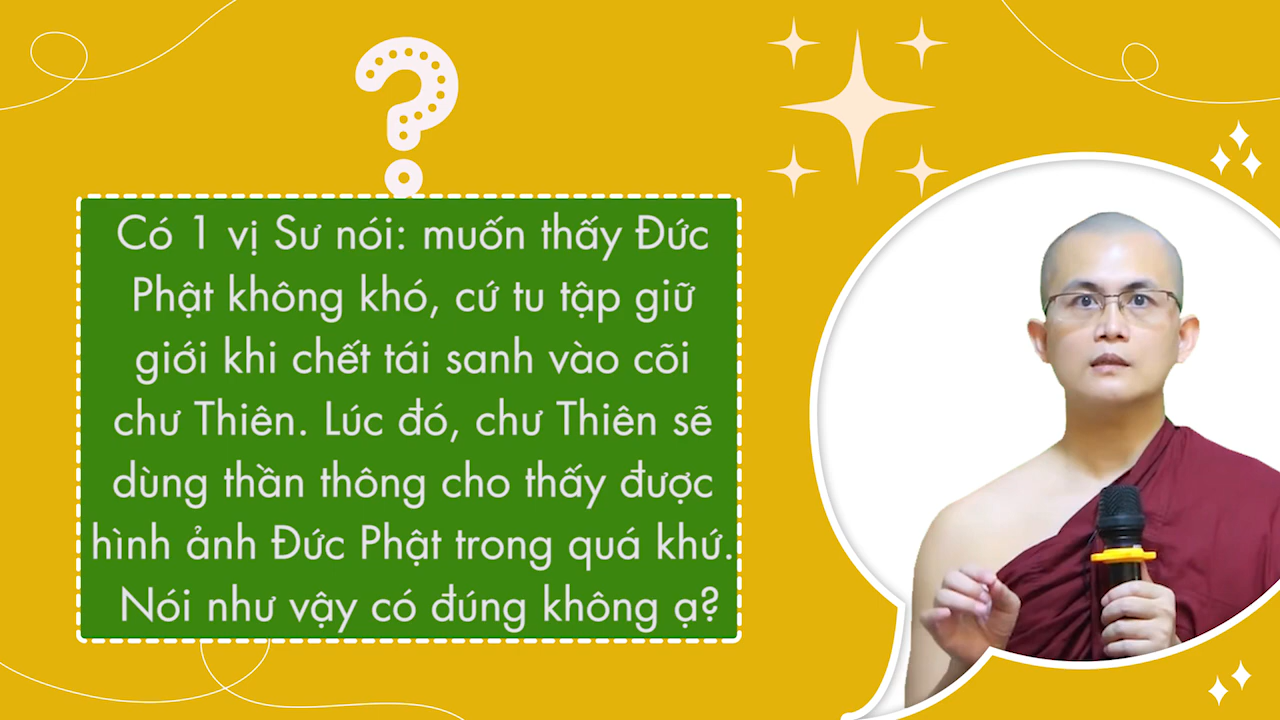 ?
Có 1 vị Sư nói: muốn thấy Đức
Phật không khó, cứ tu tập giữ
giới khi chết tái sanh vào cõi
chư Thiên. Lúc đó, chư Thiên sẽ
dùng thần thông cho thấy được
hình ảnh Đức Phật trong quá khứ.
Nói như vậy có đúng không ạ?